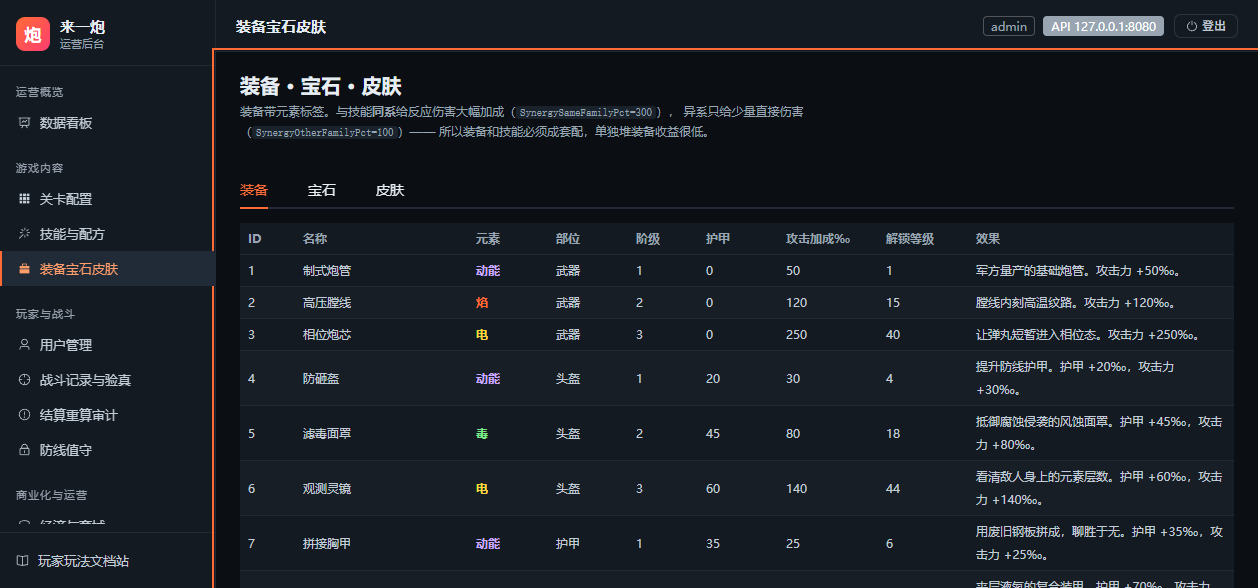 炮
来一炮
运营后台
运营概览
数据看板
游戏内容
关卡配置
技能与配方
装备宝石皮肤
玩家与战斗
用户管理
战斗记录与验真
结算重算审计
防线值守
商业化与运营
玩家玩法文档站
装备宝石皮肤
admin
API 127.0.0.1:8080
登出
装备・宝石・皮肤
装备带元素标签。与技能同系给反应伤害大幅加成（SynergySameFamilyPct=300），异系只给少量直接伤害
（SynergyOtherFamilyPct=100）—— 所以装备和技能必须成套配，单独堆装备收益很低。
装备 宝石 皮肤
ID 名称 元素 部位 阶级 护甲 攻击加成‰ 解锁等级 效果
1 制式炮管 动能 武器 1 0 50 1 军方量产的基础炮管。攻击力 +50‰。
2 高压膛线 焰 武器 2 0 120 15 膛线内刻高温纹路。攻击力 +120‰。
3 相位炮芯 电 武器 3 0 250 40 让弹丸短暂进入相位态。攻击力 +250‰。
4 防砸盔 动能 头盔 1 20 30 4 提升防线护甲。护甲 +20‰，攻击力
+30‰。
5 滤毒面罩 毒 头盔 2 45 80 18 抵御腐蚀侵袭的风蚀面罩。护甲 +45‰，攻击
力 +80‰。
6 观测灵镜 电 头盔 3 60 140 44 看清敌人身上的元素层数。护甲 +60‰，攻击
力 +140‰。
7 拼接胸甲 动能 护甲 1 35 25 6 用废旧钢板拼成，聊胜于无。护甲 +35‰，攻
击力 +25‰。
夹层液氮的复合装甲。护甲 +70‰，攻击力